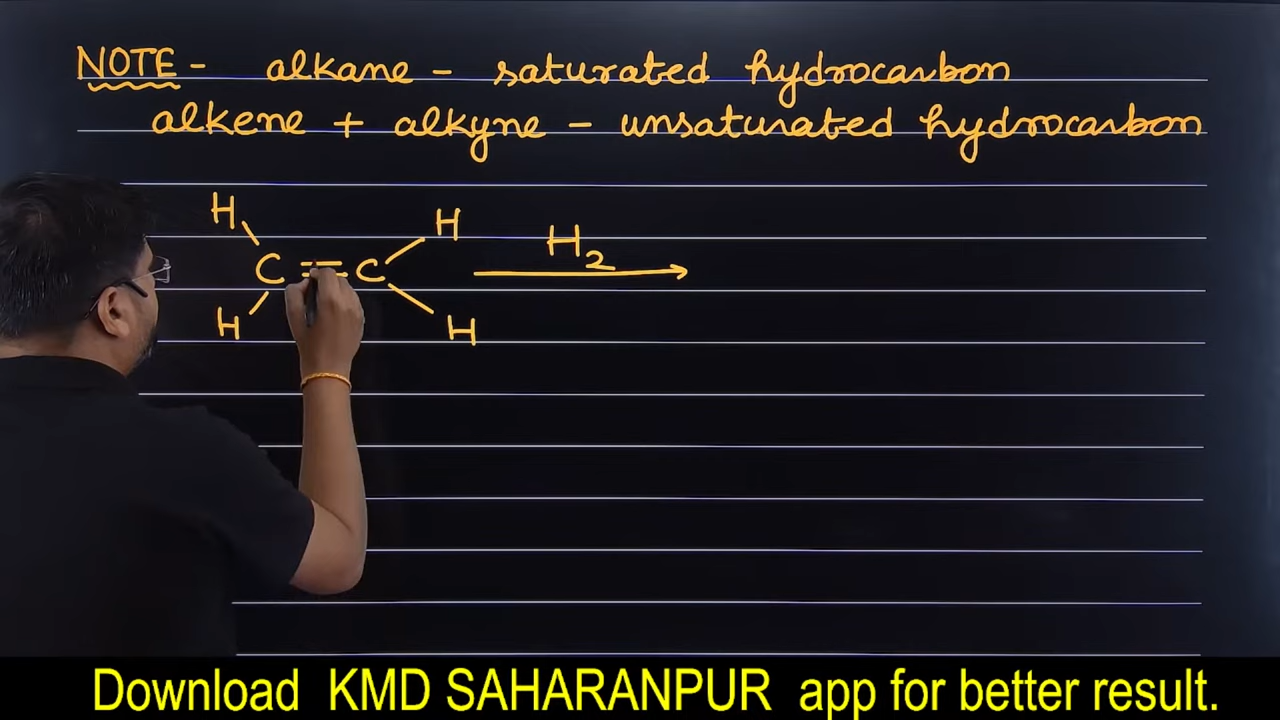 NOTE - alkane - saturated hydrocarbon
alkene + alkyne - unsaturated hydrocarbon
H H
H2
C = C
H H
Download KMD SAHARANPUR app for better result.